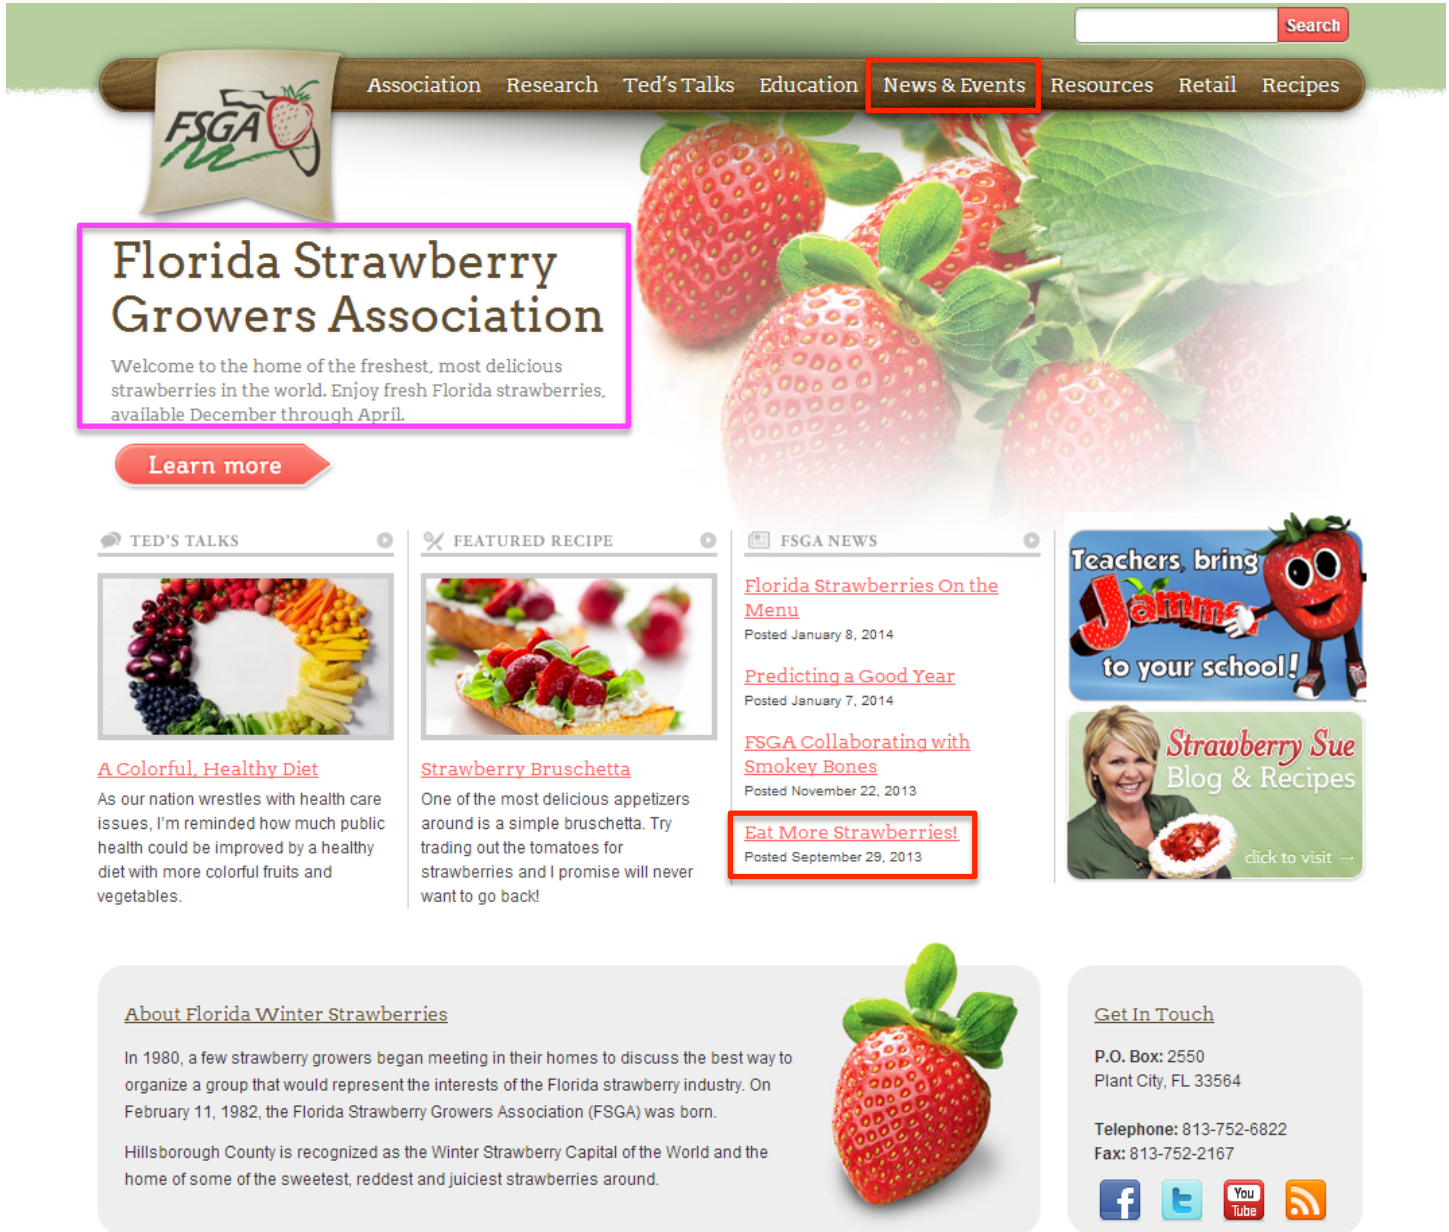 Search
Association Research Ted's Talks Education News & Events Resources Retail Recipes
FSGA
Florida Strawberry
Growers Association
Welcome to the home of the freshest, most delicious
strawberries in the world. Enjoy fresh Florida strawberries,
available December through April.
Learn more
TED'S TALKS
A Colorful, Healthy Diet
As our nation wrestles with health care
issues, I'm reminded how much public
health could be improved by a healthy
diet with more colorful fruits and
vegetables.
FEATURED RECIPE
Strawberry Bruschetta
One of the most delicious appetizers
around is a simple bruschetta. Try
trading out the tomatoes for
strawberries and I promise will never
want to go back!
FSGA NEWS
Florida Strawberries On the
Menu
Posted January 8, 2014
Predicting a Good Year
Posted January 7, 2014
FSGA Collaborating with
Smokey Bones
Posted November 22, 2013
Eat More Strawberries!
Posted September 29, 2013
Teachers, bring
Jammer
to your school!
Strawberry Sue
Blog & Recipes
click to visit →
About Florida Winter Strawberries
In 1980, a few strawberry growers began meeting in their homes to discuss the best way to
organize a group that would represent the interests of the Florida strawberry industry. On
February 11, 1982, the Florida Strawberry Growers Association (FSGA) was born.
Hillsborough County is recognized as the Winter Strawberry Capital of the World and the
home of some of the sweetest, reddest and juiciest strawberries around.
Get In Touch
P.O. Box: 2550
Plant City, FL 33564
Telephone: 813-752-6822
Fax: 813-752-2167
f t You
Tube